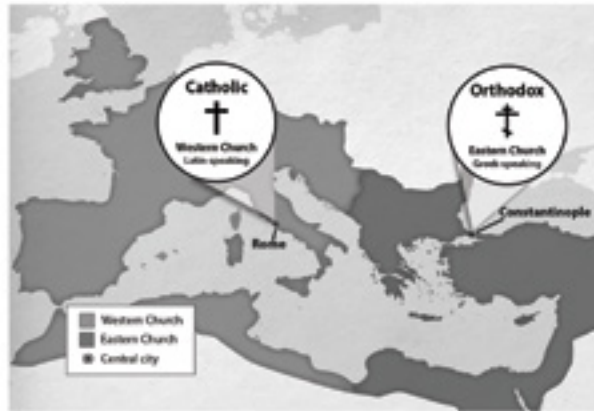 Catholic
Western Church
Latin speaking
Orthodox
Eastern Church
Greek speaking
Constantinople
Rome
Western Church
Eastern Church
Central city